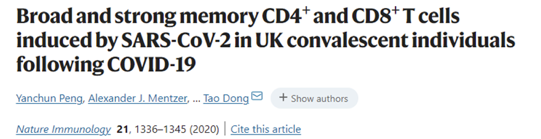 Broad and strong memory CD4⁺ and CD8⁺ T cells
induced by SARS-CoV-2 in UK convalescent individuals
following COVID-19
Yanchun Peng, Alexander J. Mentzer, ... Tao Dong + Show authors
Nature Immunology 21, 1336–1345 (2020) | Cite this article